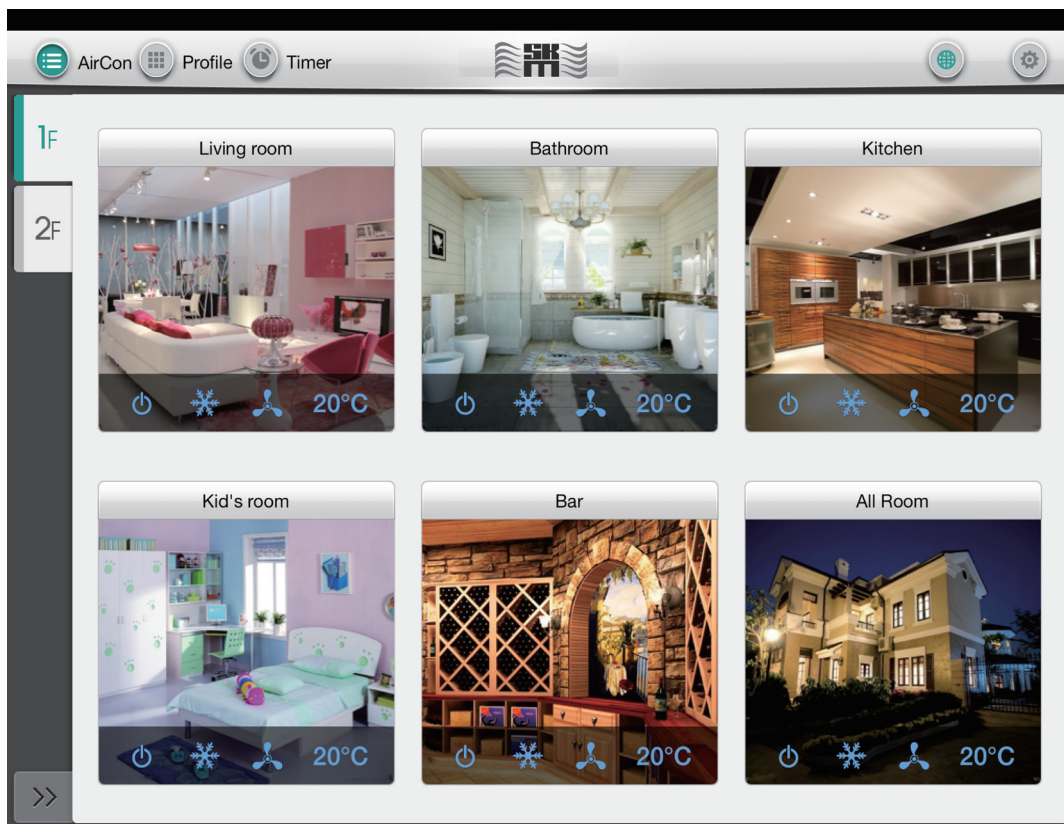 AirCon Profile Timer
SKM
1F
2F
Living room
Bathroom
Kitchen
20°C
20°C
20°C
Kid's room
Bar
All Room
20°C
20°C
20°C
>>